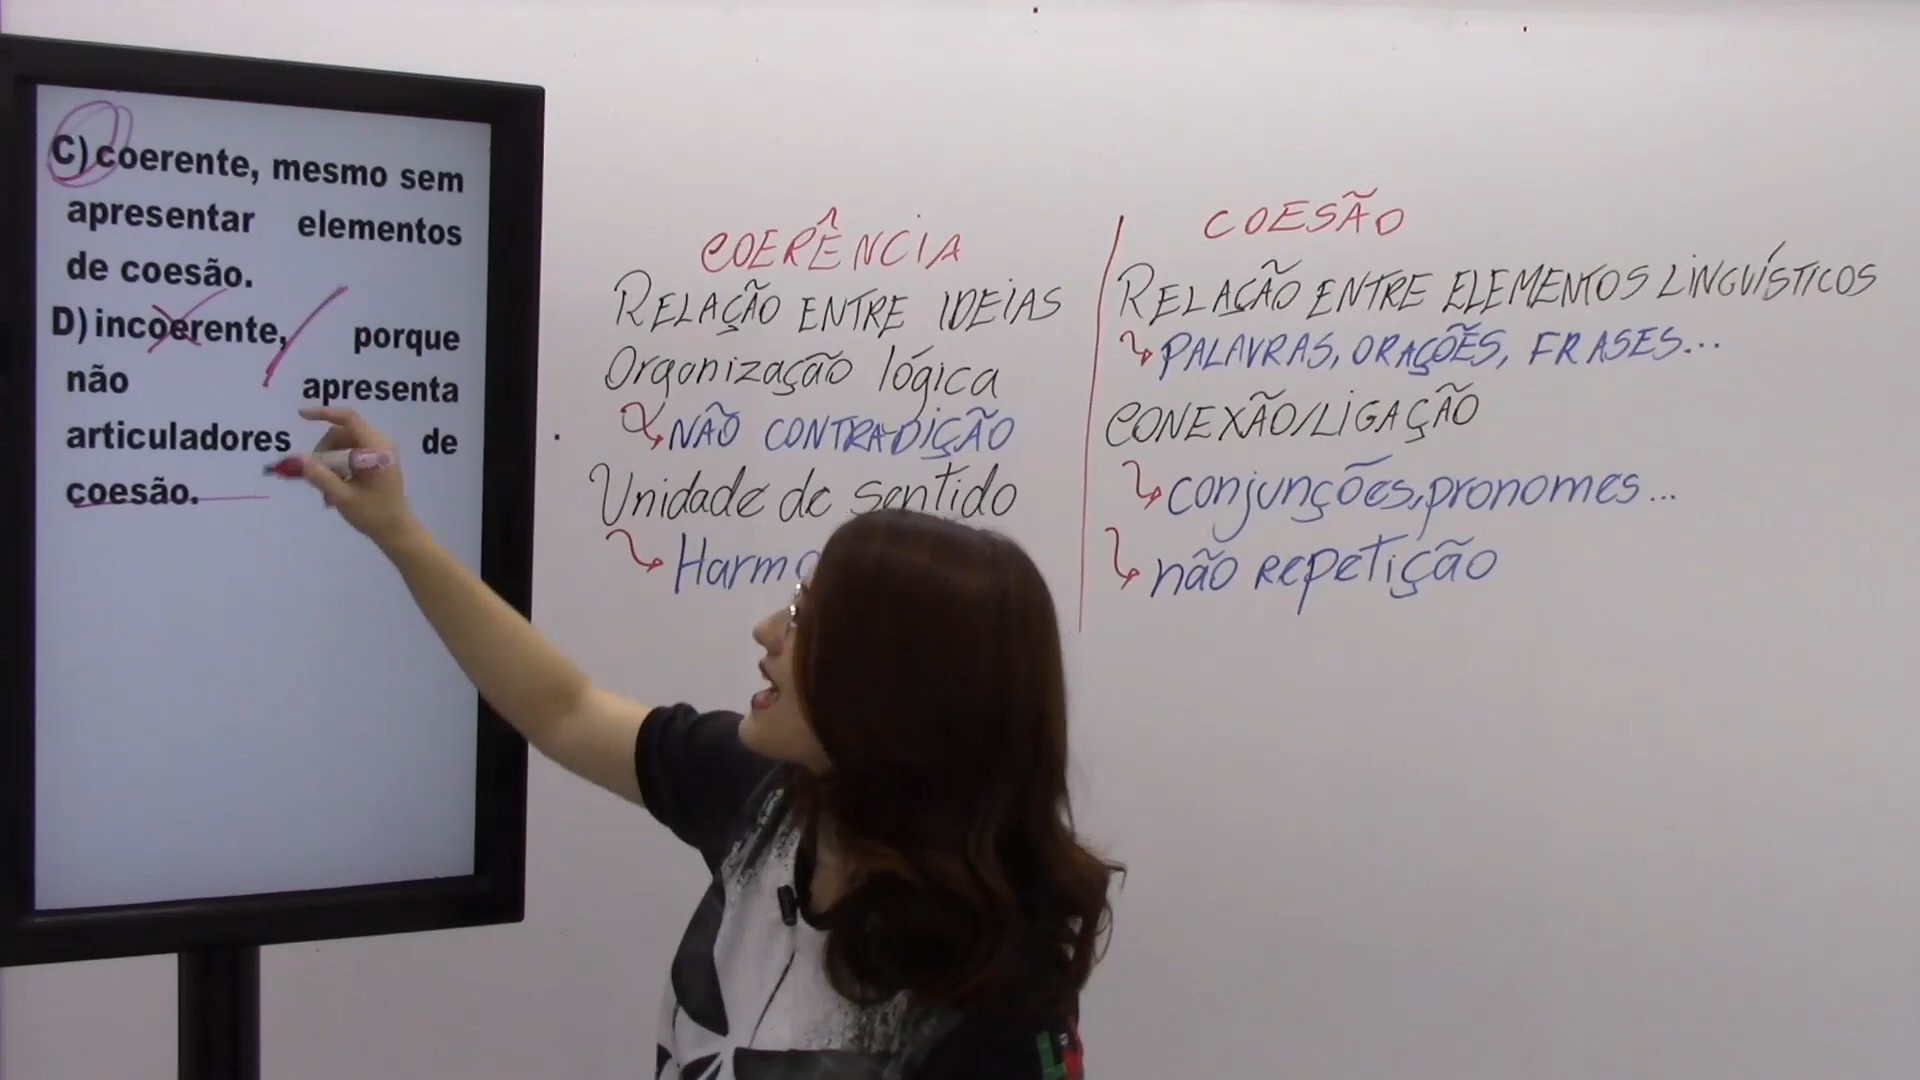 C) coerente, mesmo sem
apresentar elementos
de coesão.
D) incoerente, porque
não apresenta
articuladores de
coesão.
COERÊNCIA
RELAÇÃO ENTRE IDEIAS
Organização lógica
NÃO CONTRADIÇÃO
Unidade de sentido
COESÃO
RELAÇÃO ENTRE ELEMENTOS LINGUÍSTICOS
PALAVRAS, ORAÇÕES, FRASES...
CONEXÃO/LIGAÇÃO
conjunções, pronomes...
não REPETIÇÃO